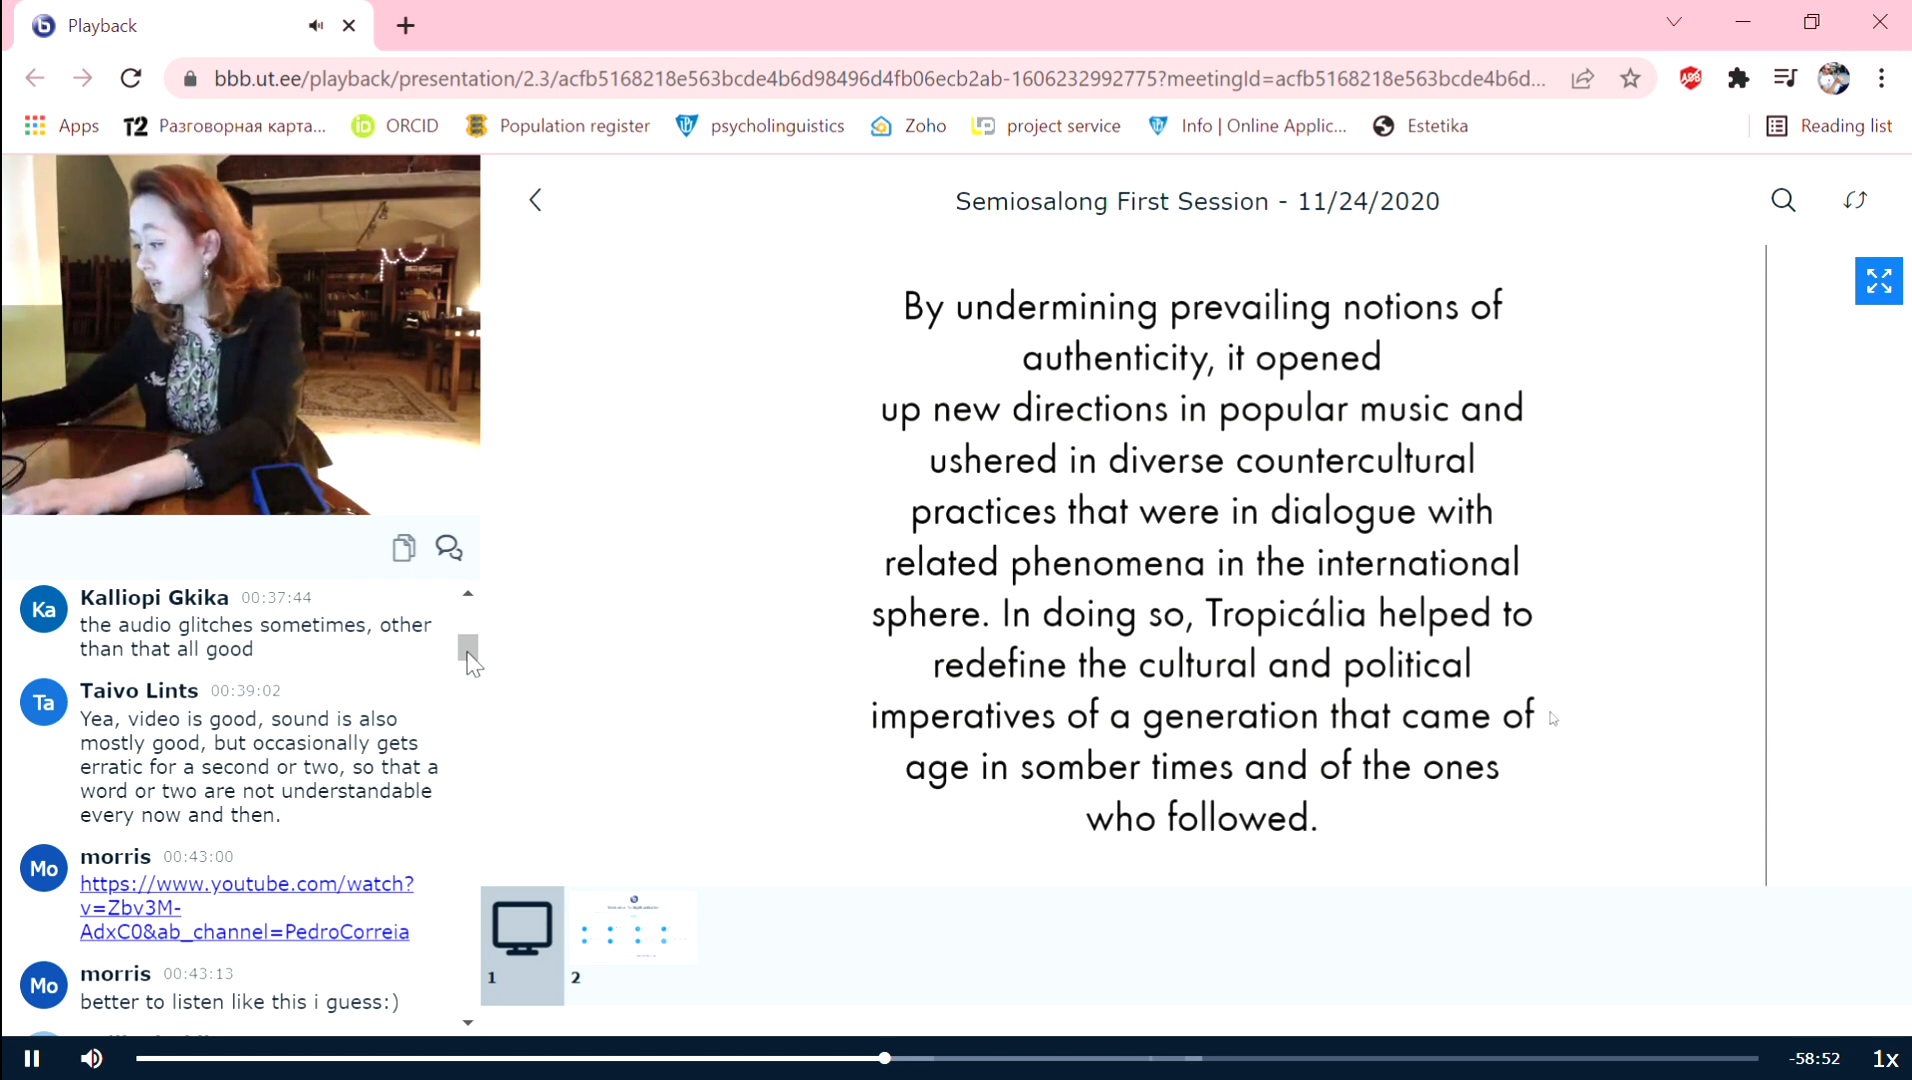 Playback
bbb.ut.ee/playback/presentation/2.3/acfb5168218e563bcde4b6d98496d4fb06ecb2ab-1606232992775?meetingId=acfb5168218e563bcde4b6d...
ABP
Apps
T2 Разговорная карта...
iD ORCID
Population register
psycholinguistics
Zoho
project service
Info | Online Applic...
Estetika
Reading list
Semiosalong First Session - 11/24/2020
By undermining prevailing notions of
authenticity, it opened
up new directions in popular music and
ushered in diverse countercultural
practices that were in dialogue with
related phenomena in the international
sphere. In doing so, Tropicália helped to
redefine the cultural and political
imperatives of a generation that came of
age in somber times and of the ones
who followed.
Ka
Kalliopi Gkika 00:37:44
the audio glitches sometimes, other
than that all good
Ta
Taivo Lints 00:39:02
Yea, video is good, sound is also
mostly good, but occasionally gets
erratic for a second or two, so that a
word or two are not understandable
every now and then.
Mo
morris 00:43:00
https://www.youtube.com/watch?
v=Zbv3M-
AdxC0&ab_channel=PedroCorreia
Mo
morris 00:43:13
better to listen like this i guess:)
1
2
-58:52
1x